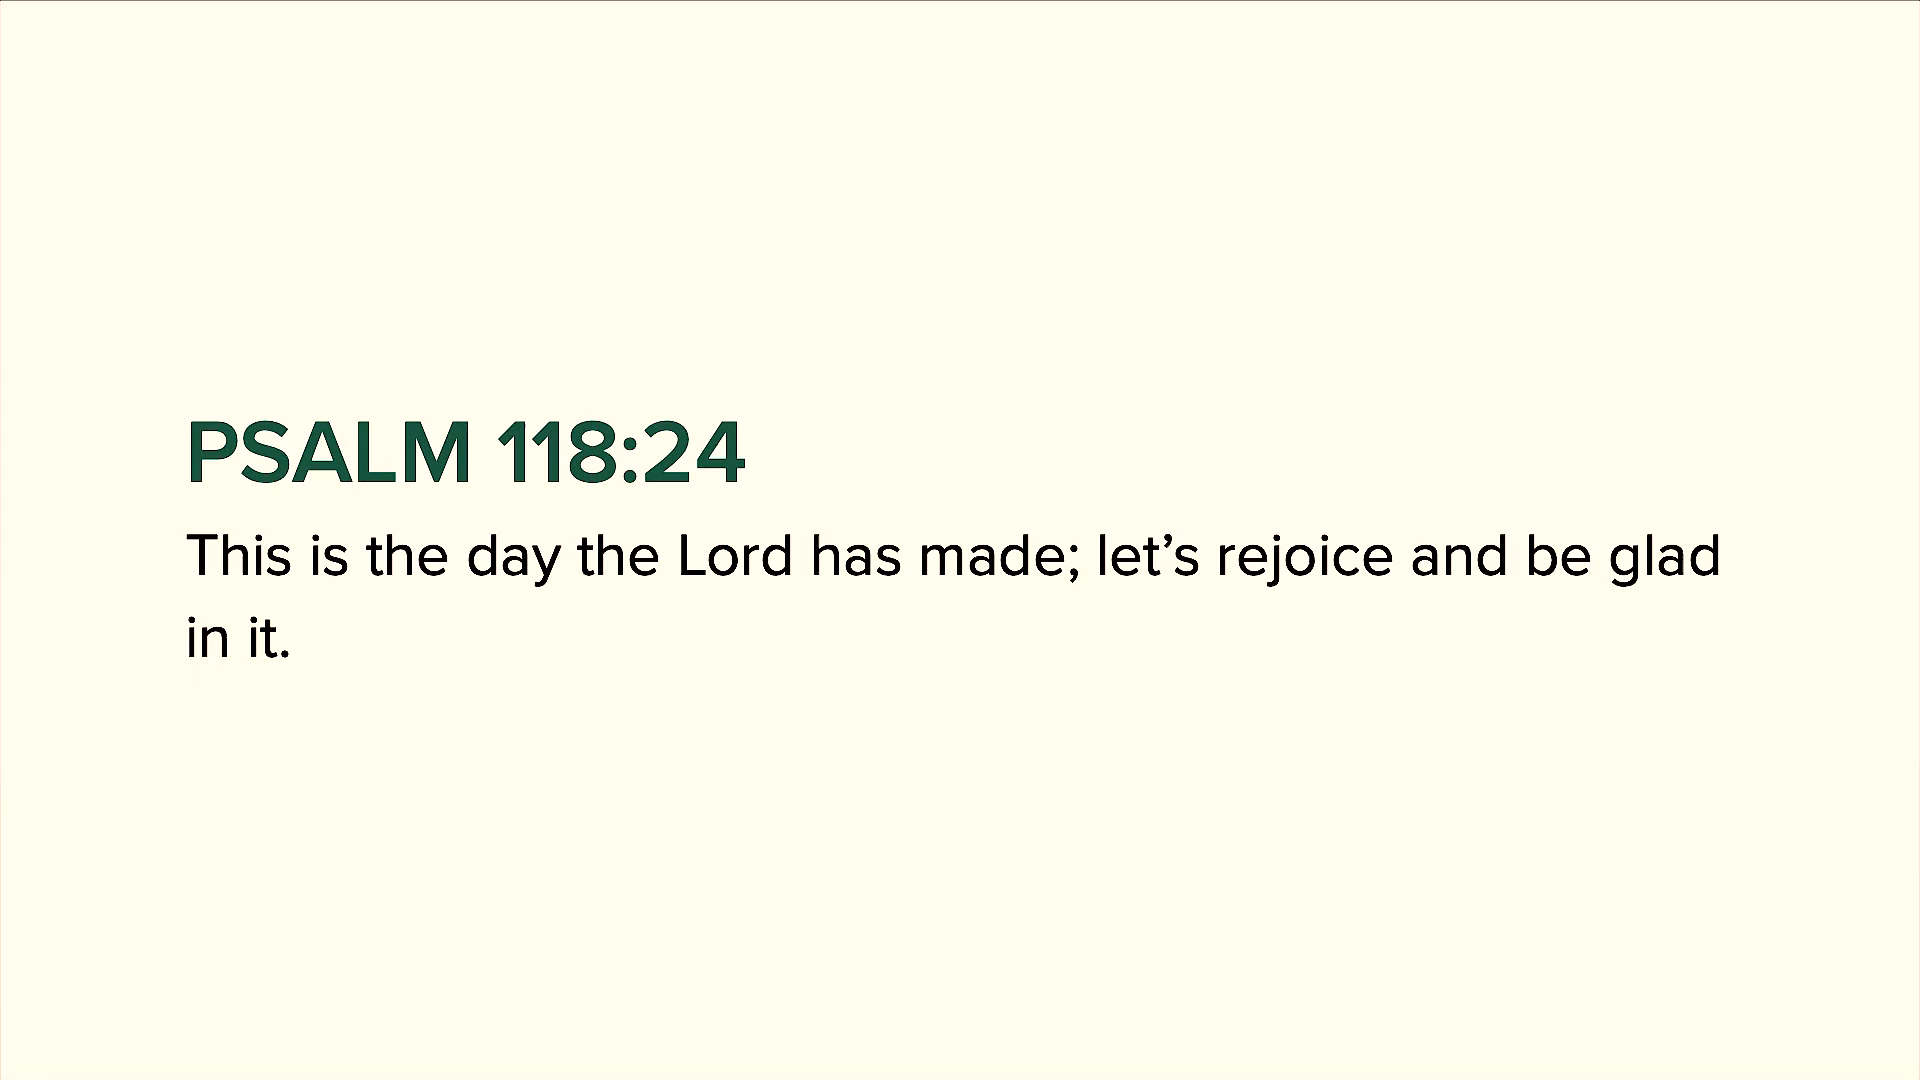 PSALM 118:24
This is the day the Lord has made; let’s rejoice and be glad
in it.